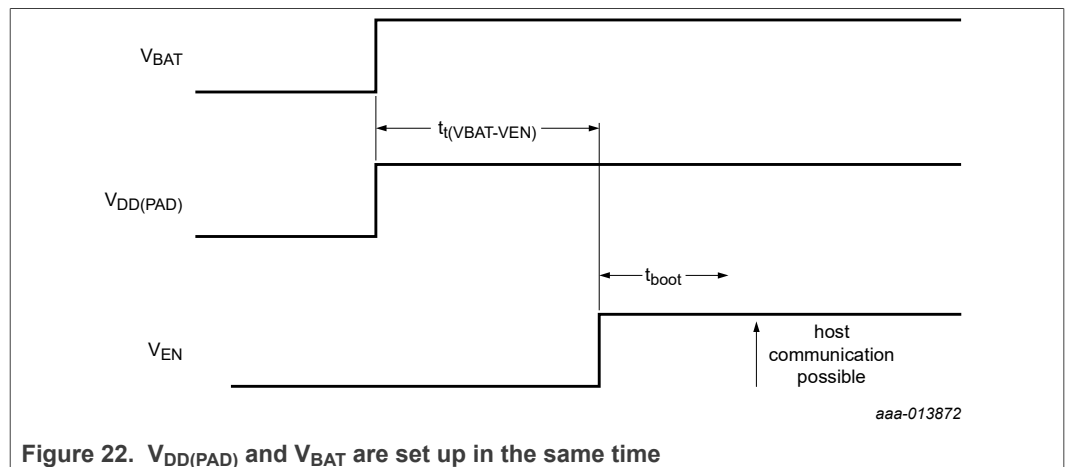 VBAT
tt(VBAT-VEN)
VDD(PAD)
tboot
VEN
host
communication
possible
aaa-013872
Figure 22. VDD(PAD) and VBAT are set up in the same time